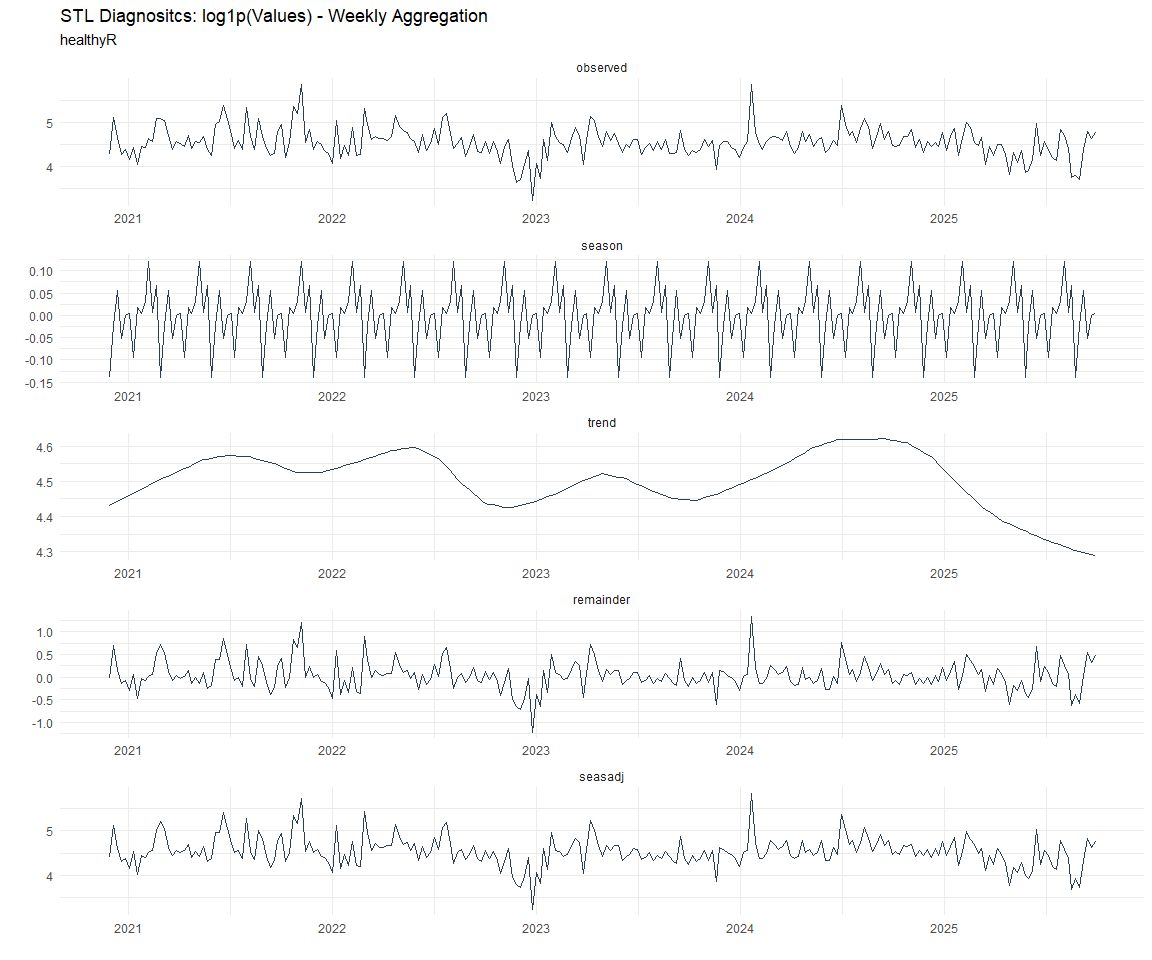 STL Diagnositcs: log1p(Values) - Weekly Aggregation
healthyR
observed
5
4
2021 2022 2023 2024 2025
season
0.10
0.05
0.00
-0.05
-0.10
-0.15
2021 2022 2023 2024 2025
trend
4.6
4.5
4.4
4.3
2021 2022 2023 2024 2025
remainder
1.0
0.5
0.0
-0.5
-1.0
2021 2022 2023 2024 2025
seasadj
5
4
2021 2022 2023 2024 2025